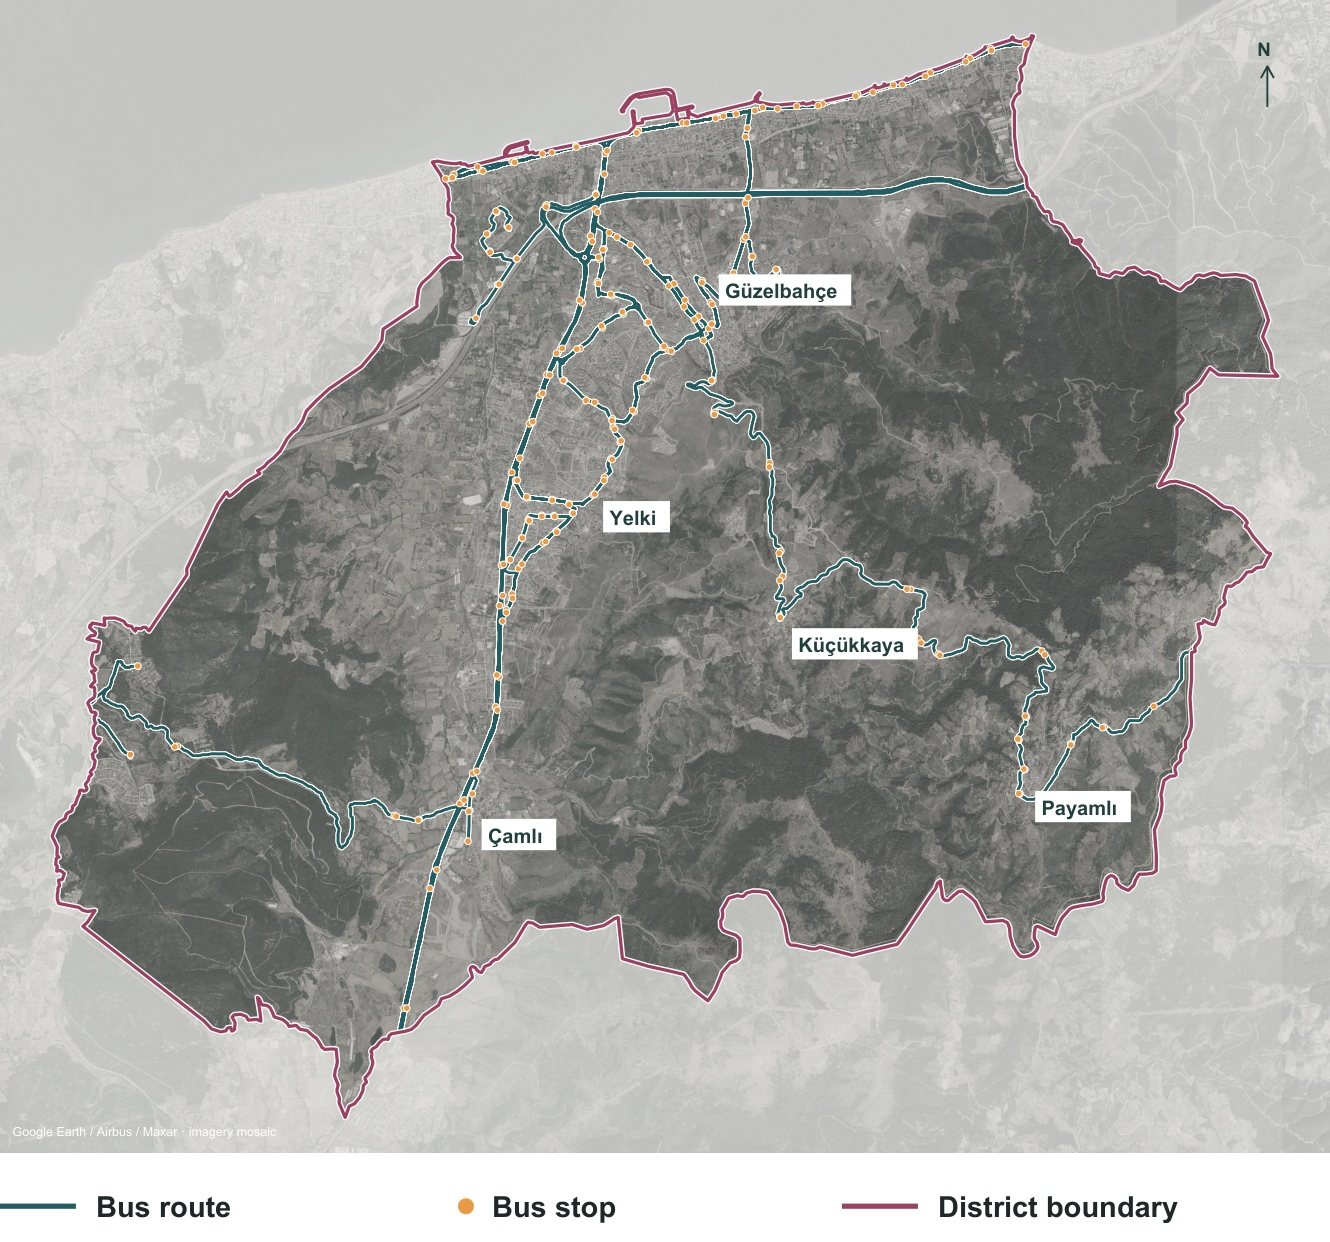 N
Güzelbahçe
Yelki
Küçükkaya
Payamlı
Çamlı
Google Earth / Airbus / Maxar · imagery mosaic
Bus route
Bus stop
District boundary